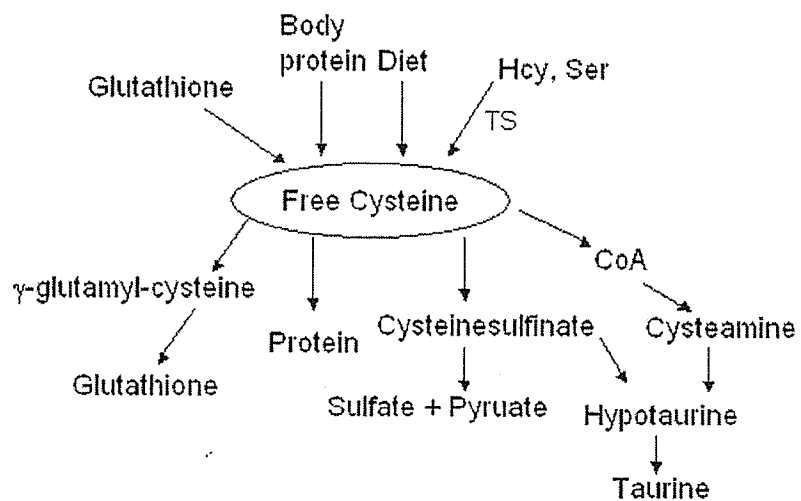 Body
protein Diet
Hcy, Ser
Glutathione
TS
Free Cysteine
CoA
γ-glutamyl-cysteine
Cysteinesulfinate
Cysteamine
Protein
Glutathione
Sulfate + Pyruate
Hypotaurine
Taurine